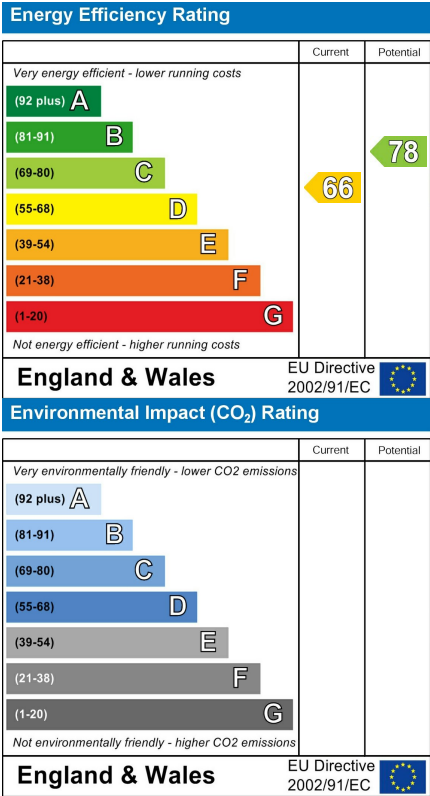 Energy Efficiency Rating
Current Potential
Very energy efficient - lower running costs
(92 plus) A
(81-91) B
78
(69-80) C
66
(55-68) D
(39-54) E
(21-38) F
(1-20) G
Not energy efficient - higher running costs
England & Wales
EU Directive
2002/91/EC
Environmental Impact (CO₂) Rating
Current Potential
Very environmentally friendly - lower CO2 emissions
(92 plus) A
(81-91) B
(69-80) C
(55-68) D
(39-54) E
(21-38) F
(1-20) G
Not environmentally friendly - higher CO2 emissions
England & Wales
EU Directive
2002/91/EC